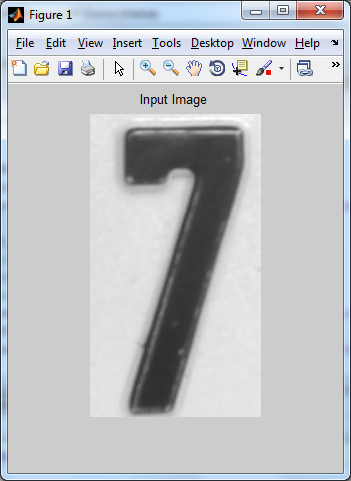 Figure 1
File Edit View Insert Tools Desktop Window Help
Input Image
7